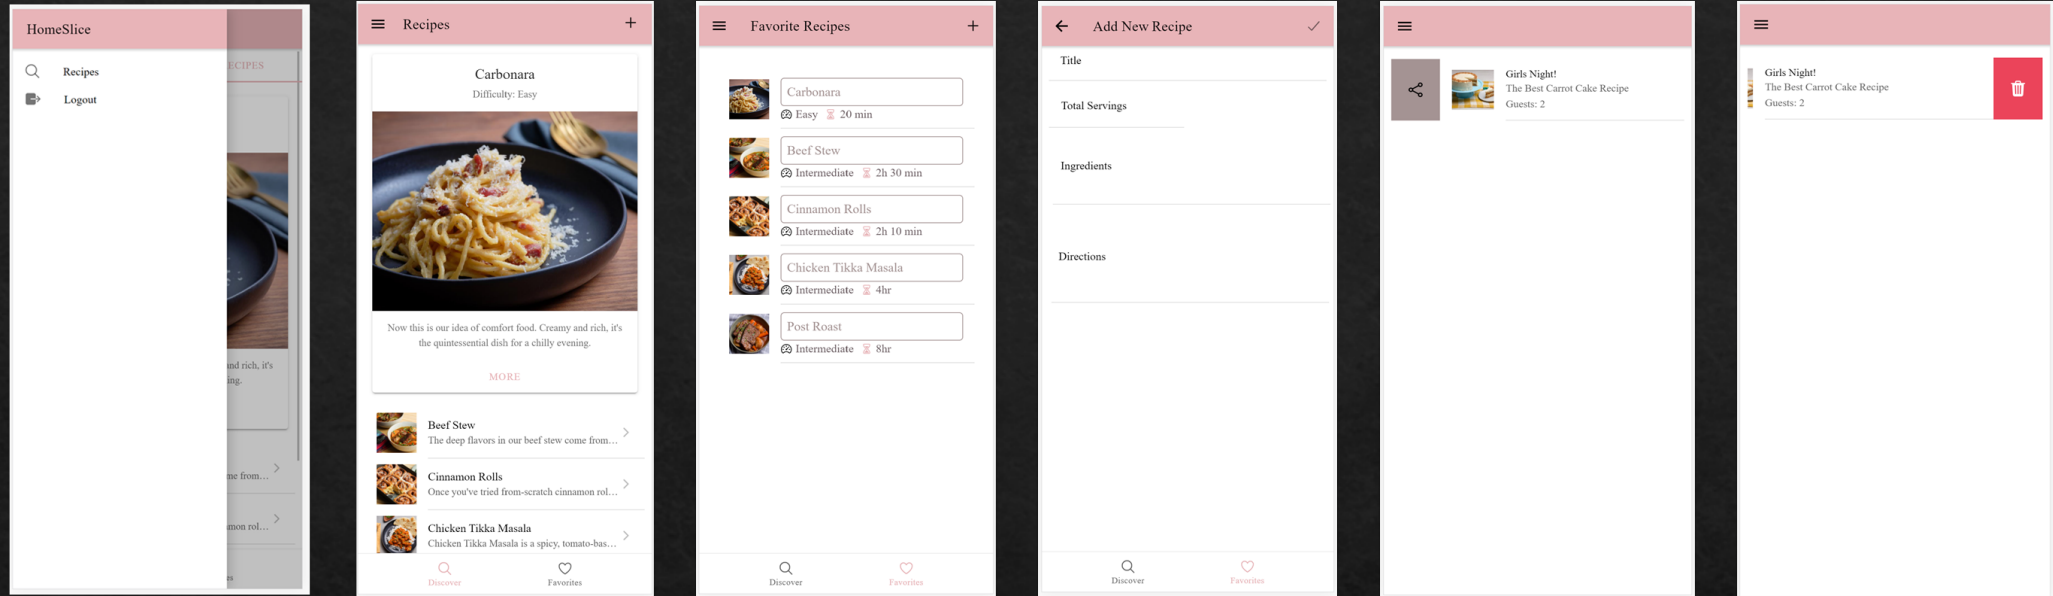 HomeSlice
Recipes
Logout
ECIPES
and rich, it's
ing.
me from...
mon rol...
es
Recipes
Carbonara
Difficulty: Easy
Now this is our idea of comfort food. Creamy and rich, it's
the quintessential dish for a chilly evening.
MORE
Beef Stew
The deep flavors in our beef stew come from...
Cinnamon Rolls
Once you've tried from-scratch cinnamon rol...
Chicken Tikka Masala
Chicken Tikka Masala is a spicy, tomato-bas...
Discover
Favorites
Favorite Recipes
Carbonara
Easy 20 min
Beef Stew
Intermediate 2h 30 min
Cinnamon Rolls
Intermediate 2h 10 min
Chicken Tikka Masala
Intermediate 4hr
Post Roast
Intermediate 8hr
Discover
Favorites
Add New Recipe
Title
Total Servings
Ingredients
Directions
Discover
Favorites
Girls Night!
The Best Carrot Cake Recipe
Guests: 2
Girls Night!
The Best Carrot Cake Recipe
Guests: 2